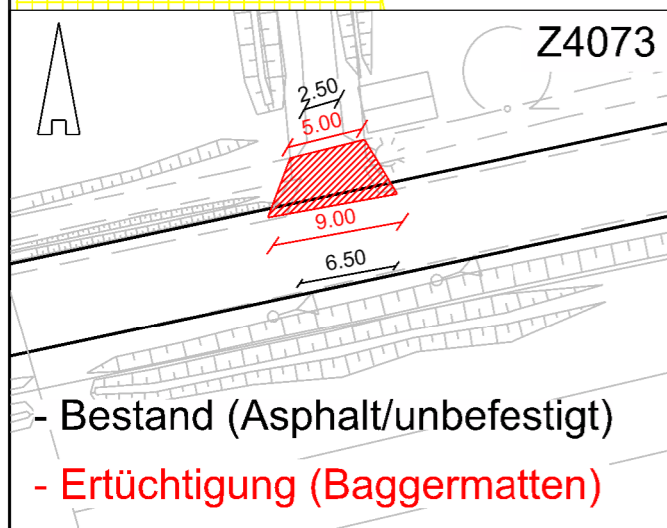 Z4073
2.50
5.00
9.00
6.50
- Bestand (Asphalt/unbefestigt)
- Ertüchtigung (Baggermatten)